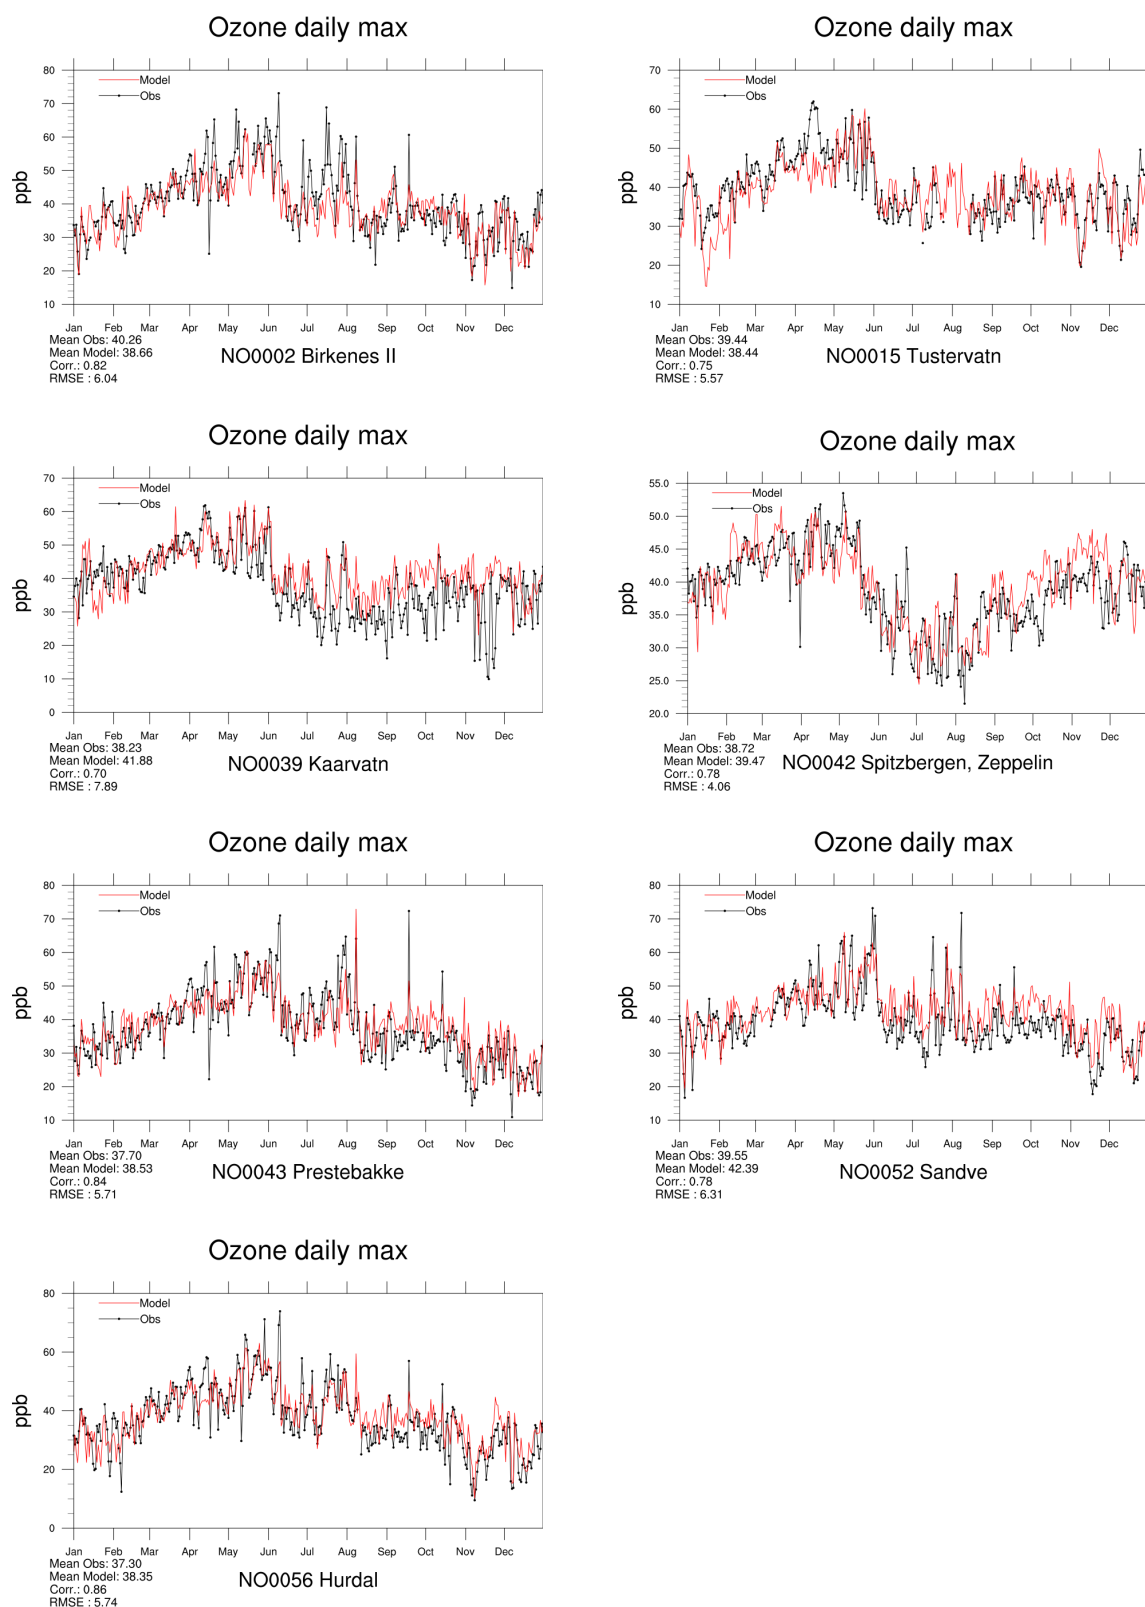 Ozone daily max
80
70
60
50
40
30
20
10
ppb
Model
Obs
Jan Feb Mar Apr May Jun Jul Aug Sep Oct Nov Dec
Mean Obs: 40.26
Mean Model: 38.66
Corr.: 0.82
RMSE : 6.04
NO0002 Birkenes II
Ozone daily max
70
60
50
40
30
20
10
ppb
Model
Obs
Jan Feb Mar Apr May Jun Jul Aug Sep Oct Nov Dec
Mean Obs: 39.44
Mean Model: 38.44
Corr.: 0.75
RMSE : 5.57
NO0015 Tustervatn
Ozone daily max
70
60
50
40
30
20
10
0
ppb
Model
Obs
Jan Feb Mar Apr May Jun Jul Aug Sep Oct Nov Dec
Mean Obs: 38.23
Mean Model: 41.88
Corr.: 0.70
RMSE : 7.89
NO0039 Kaarvatn
Ozone daily max
55.0
50.0
45.0
40.0
35.0
30.0
25.0
20.0
ppb
Model
Obs
Jan Feb Mar Apr May Jun Jul Aug Sep Oct Nov Dec
Mean Obs: 38.72
Mean Model: 39.47
Corr.: 0.78
RMSE : 4.06
NO0042 Spitzbergen, Zeppelin
Ozone daily max
80
70
60
50
40
30
20
10
ppb
Model
Obs
Jan Feb Mar Apr May Jun Jul Aug Sep Oct Nov Dec
Mean Obs: 37.70
Mean Model: 38.53
Corr.: 0.84
RMSE : 5.71
NO0043 Prestebakke
Ozone daily max
80
70
60
50
40
30
20
10
ppb
Model
Obs
Jan Feb Mar Apr May Jun Jul Aug Sep Oct Nov Dec
Mean Obs: 39.55
Mean Model: 42.39
Corr.: 0.78
RMSE : 6.31
NO0052 Sandve
Ozone daily max
80
60
40
20
0
ppb
Model
Obs
Jan Feb Mar Apr May Jun Jul Aug Sep Oct Nov Dec
Mean Obs: 37.30
Mean Model: 38.35
Corr.: 0.86
RMSE : 5.74
NO0056 Hurdal